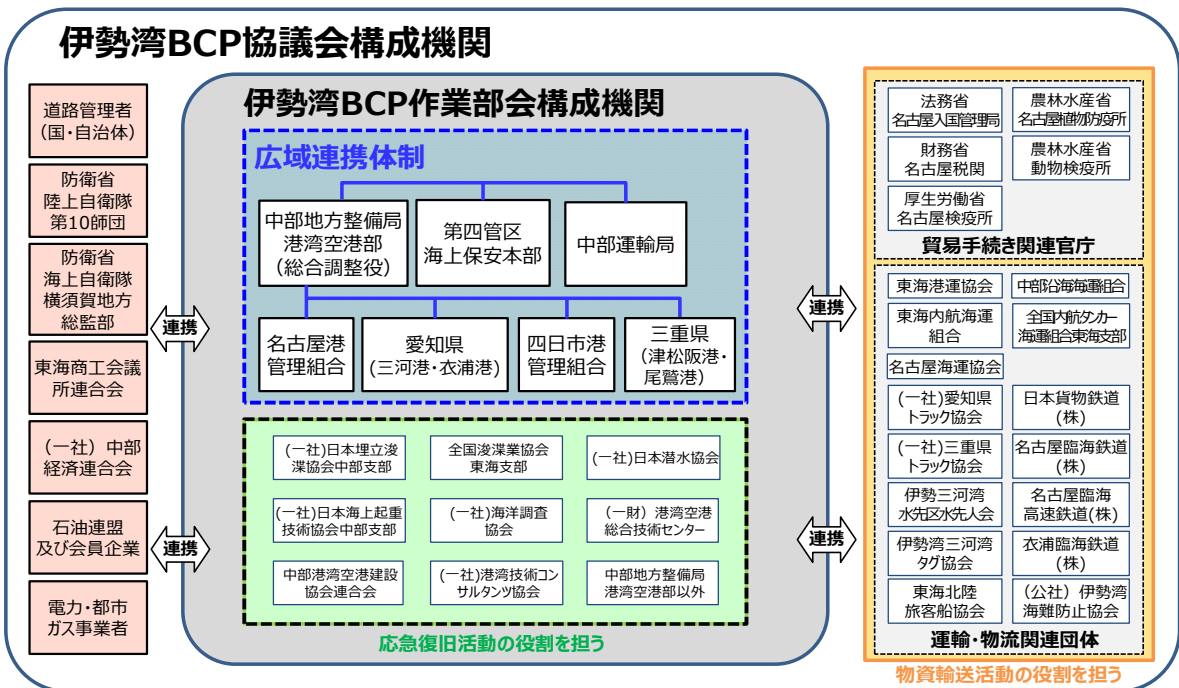 伊勢湾BCP協議会構成機関
道路管理者
（国・自治体）
防衛省
陸上自衛隊
第10師団
防衛省
海上自衛隊
横須賀地方
総監部
東海商工会議
所連合会
（一社）中部
経済連合会
石油連盟
及び会員企業
電力・都市
ガス事業者
連携
連携
伊勢湾BCP作業部会構成機関
広域連携体制
中部地方整備局
港湾空港部
（総合調整役）
第四管区
海上保安本部
中部運輸局
名古屋港
管理組合
愛知県
（三河港・衣浦港）
四日市港
管理組合
三重県
（津松阪港・
尾鷲港）
(一社)日本埋立浚
渫協会中部支部
全国浚渫業協会
東海支部
(一社)日本潜水協会
(一社)日本海上起重
技術協会中部支部
(一社)海洋調査
協会
（一財）港湾空港
総合技術センター
中部港湾空港建設
協会連合会
(一社)港湾技術コン
サルタンツ協会
中部地方整備局
港湾空港部以外
応急復旧活動の役割を担う
連携
連携
法務省
名古屋入国管理局
農林水産省
名古屋植物防疫所
財務省
名古屋税関
農林水産省
動物検疫所
厚生労働省
名古屋検疫所
貿易手続き関連官庁
東海港運協会
中部沿海海運組合
東海内航海運
組合
全国内航タンカー
海運組合東海支部
名古屋海運協会
(一社)愛知県
トラック協会
日本貨物鉄道
(株)
(一社)三重県
トラック協会
名古屋臨海鉄道
(株)
伊勢三河湾
水先区水先人会
名古屋臨海
高速鉄道(株)
伊勢湾三河湾
タグ協会
衣浦臨海鉄道
(株)
東海北陸
旅客船協会
（公社）伊勢湾
海難防止協会
運輸・物流関連団体
物資輸送活動の役割を担う